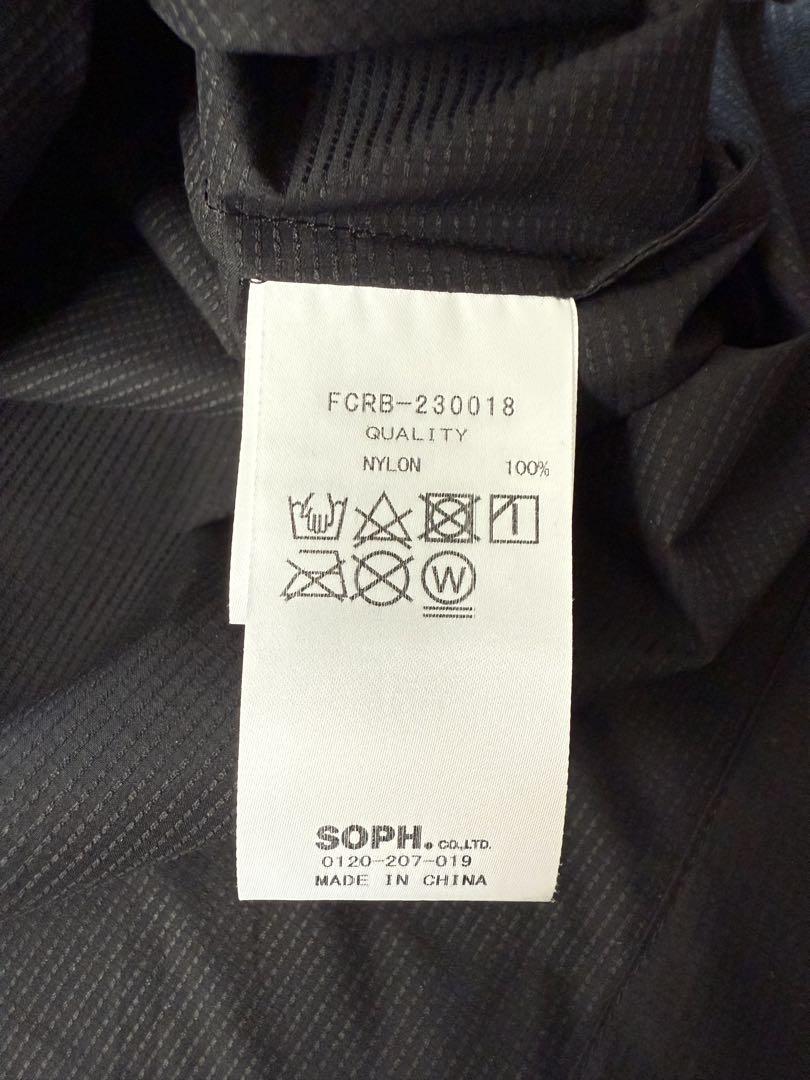 FCRB-230018
QUALITY
NYLON 100%
W
SOPH. CO.,LTD.
0120-207-019
MADE IN CHINA